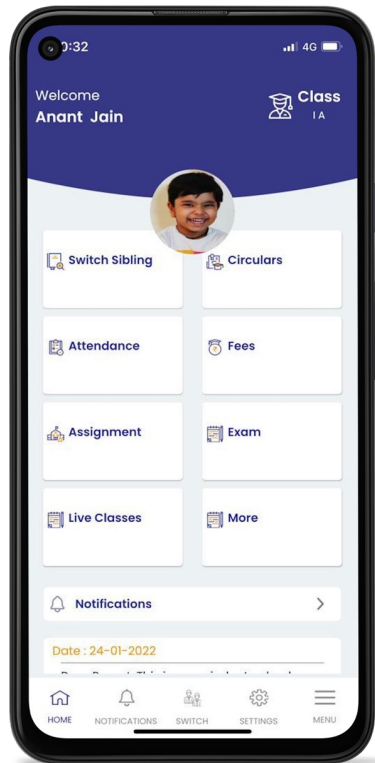 0:32
4G
Welcome
Class
Anant Jain
I A
Switch Sibling
Circulars
Attendance
Fees
Assignment
Exam
Live Classes
More
Notifications
Date : 24-01-2022
HOME
NOTIFICATIONS
SWITCH
SETTINGS
MENU